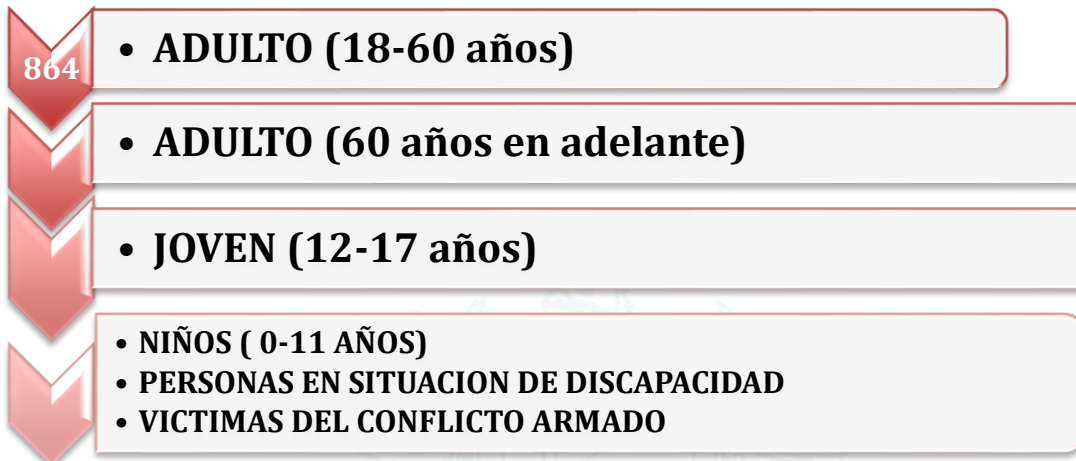 864
• ADULTO (18-60 años)
• ADULTO (60 años en adelante)
• JOVEN (12-17 años)
• NIÑOS ( 0-11 AÑOS)
• PERSONAS EN SITUACION DE DISCAPACIDAD
• VICTIMAS DEL CONFLICTO ARMADO